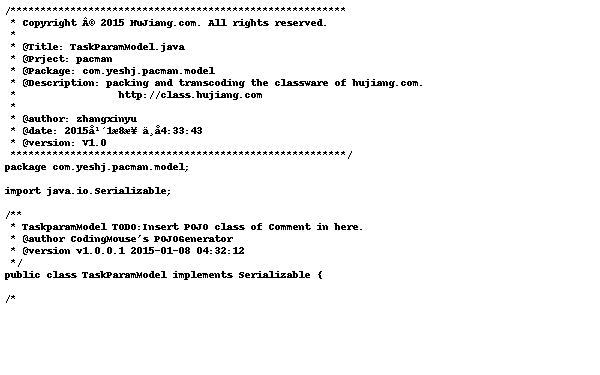 /*********************************************************
 * Copyright Â© 2015 HuJiang.com. All rights reserved.
 *
 * @Title: TaskParamModel.java
 * @Prject: pacman
 * @Package: com.yeshj.pacman.model
 * @Description: packing and transcoding the classware of hujiang.com.
 *                 http://class.hujiang.com
 *
 * @author: zhangxinyu
 * @date: 2015å¹´1æ8æ¥ ä¸å4:33:43
 * @version: V1.0
 *********************************************************/
package com.yeshj.pacman.model;
import java.io.Serializable;
/**
 * TaskparamModel TODO:Insert POJO class of Comment in here.
 * @author CodingMouse's POJOGenerator
 * @version v1.0.0.1 2015-01-08 04:32:12
 */
public class TaskParamModel implements Serializable {
/*